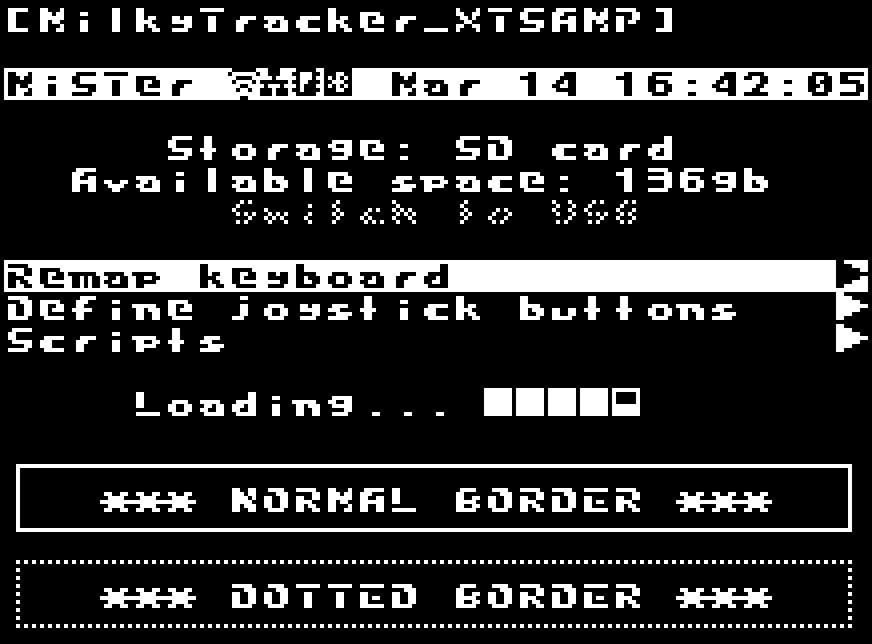 [MilkyTracker_XTSAMP]
MiSTer Mar 14 16:42:05
Storage: SD card
Available space: 136gb
Switch to USB
Remap keyboard
Define joystick buttons
Scripts
Loading...
*** NORMAL BORDER ***
*** DOTTED BORDER ***